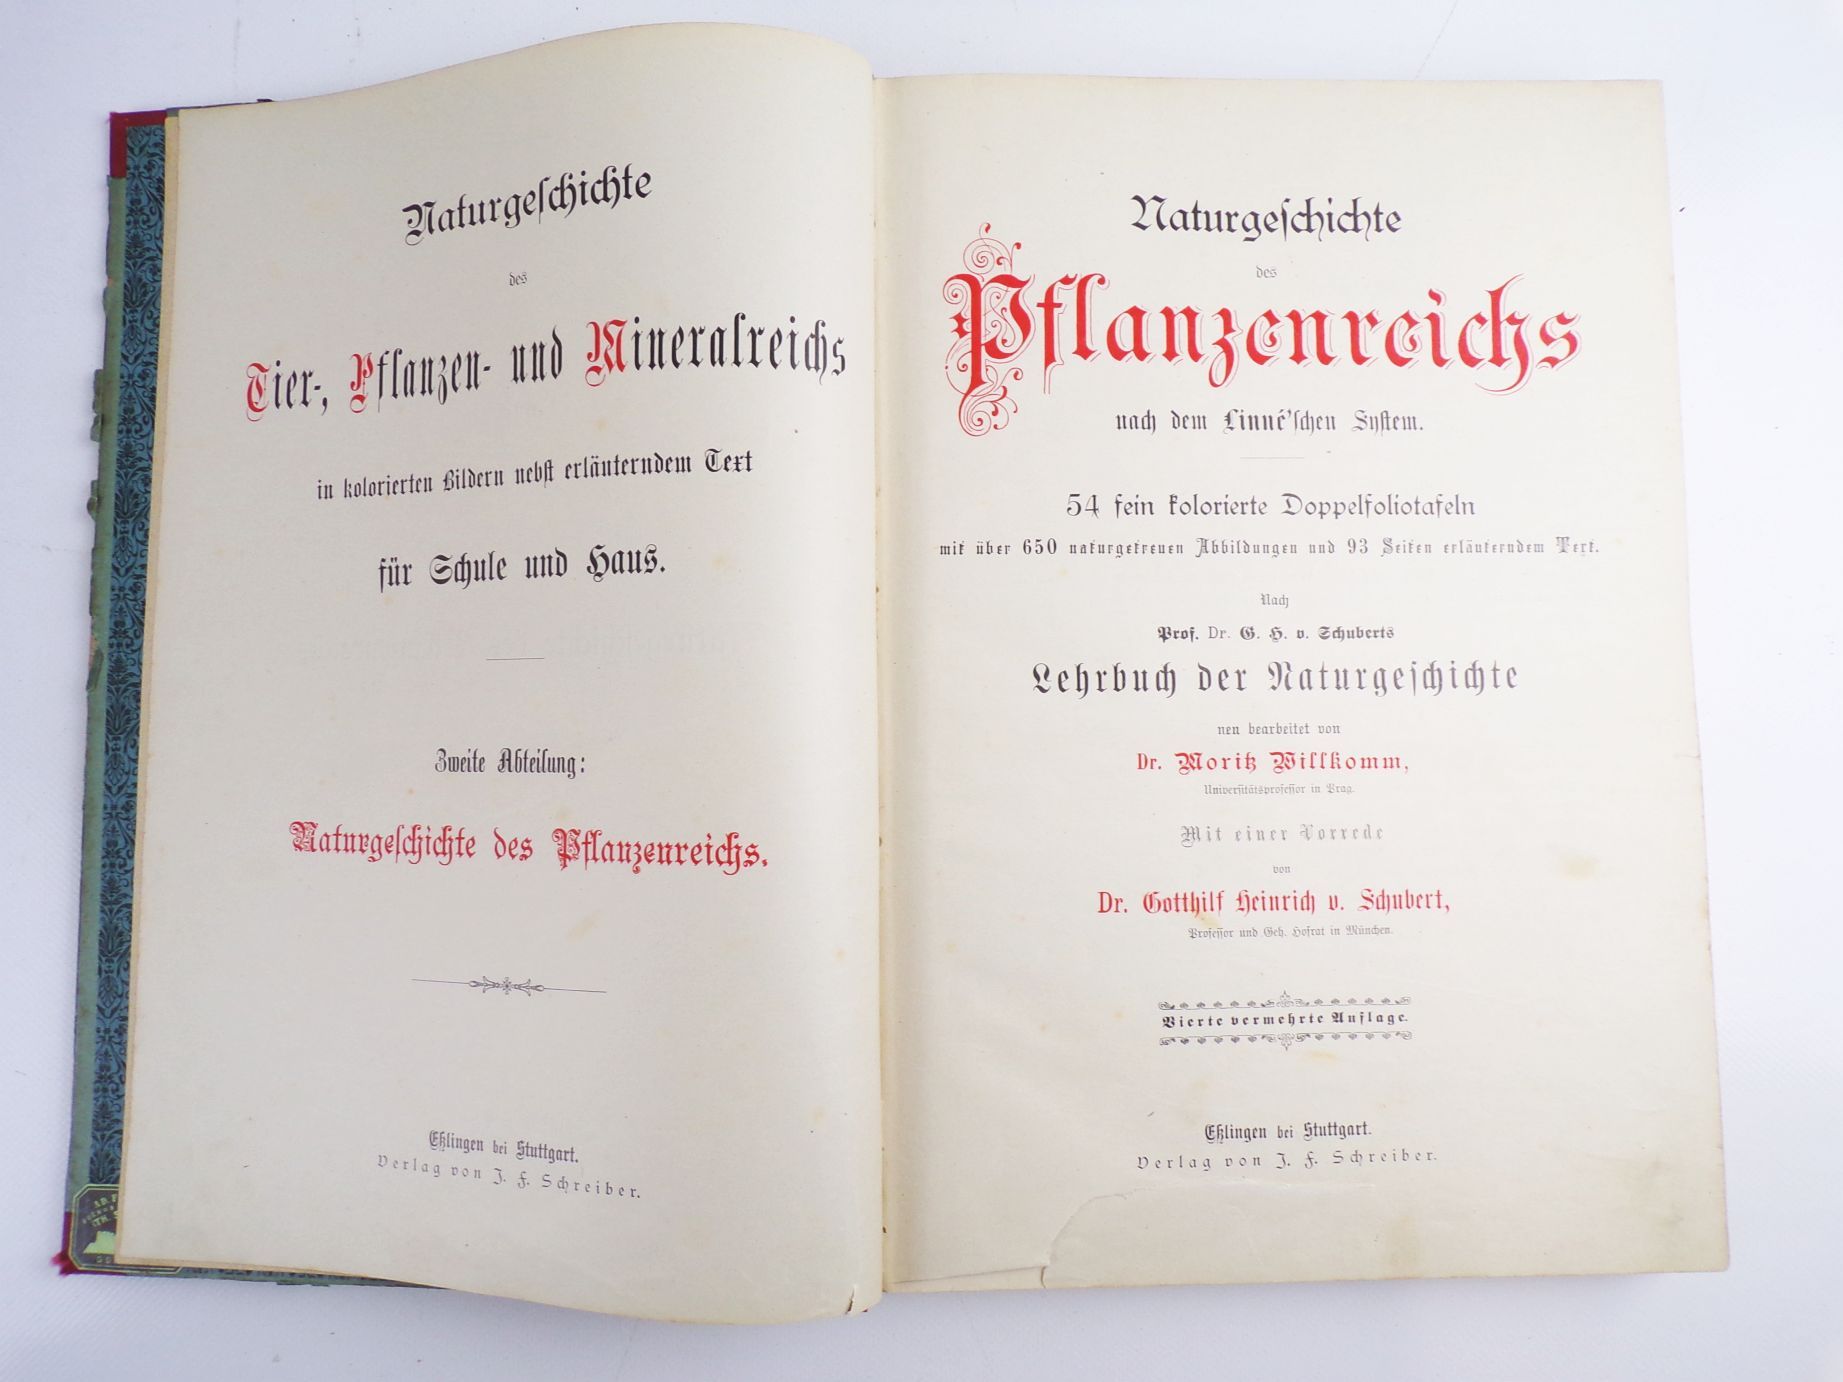 Naturgeschichte
des
Tier-, Pflanzen- und Mineralreichs
in kolorierten Bildern nebst erläuterndem Text
für Schule und Haus.
Zweite Abteilung:
Naturgeschichte des Pflanzenreichs.
Eßlingen bei Stuttgart.
Verlag von J. F. Schreiber.
Naturgeschichte
des
Pflanzenreichs
nach dem Linné'schen System.
54 fein kolorierte Doppelfoliotafeln
mit über 650 naturgetreuen Abbildungen und 93 Seiten erläuterndem Text.
Nach
Prof. Dr. G. H. v. Schuberts
Lehrbuch der Naturgeschichte
neu bearbeitet von
Dr. Moritz Willkomm,
Universitätsprofessor in Prag.
Mit einer Vorrede
von
Dr. Gotthilf Heinrich v. Schubert,
Professor und Geh. Hofrat in München.
Vierte vermehrte Auflage.
Eßlingen bei Stuttgart.
Verlag von J. F. Schreiber.